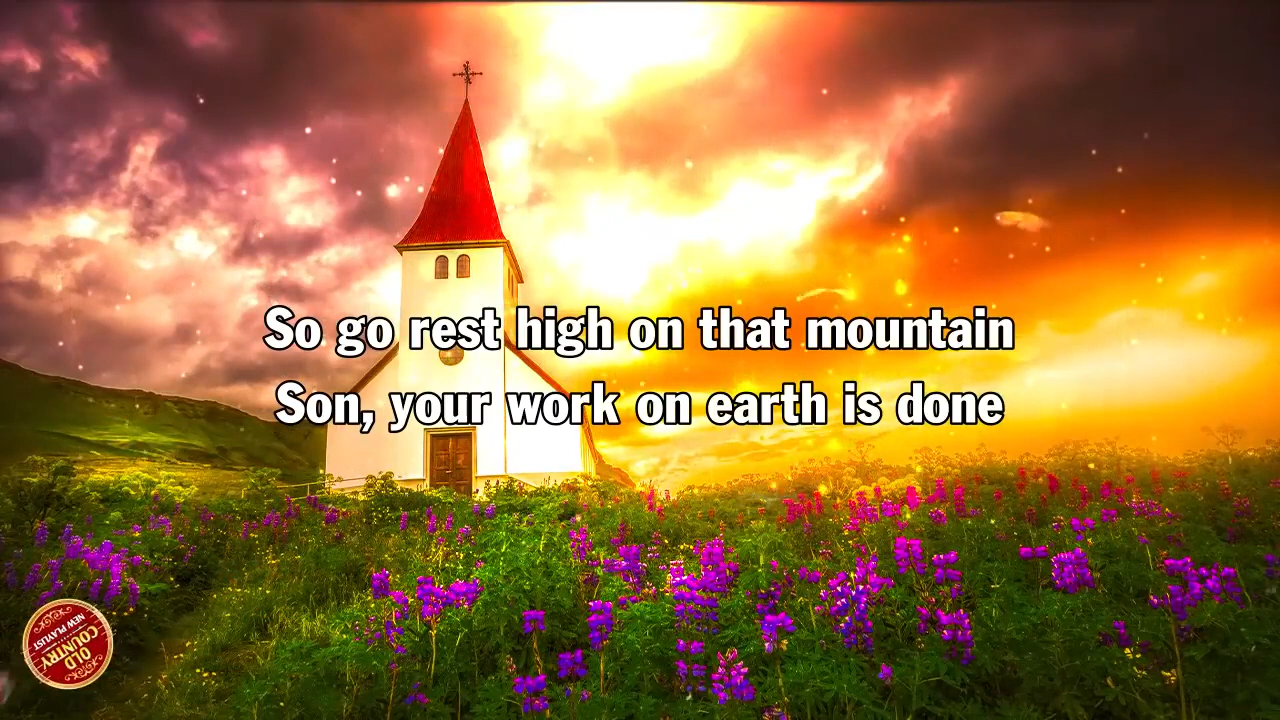 So go rest high on that mountain
Son, your work on earth is done
OLD
COUNTRY
NEW PLAYLIST